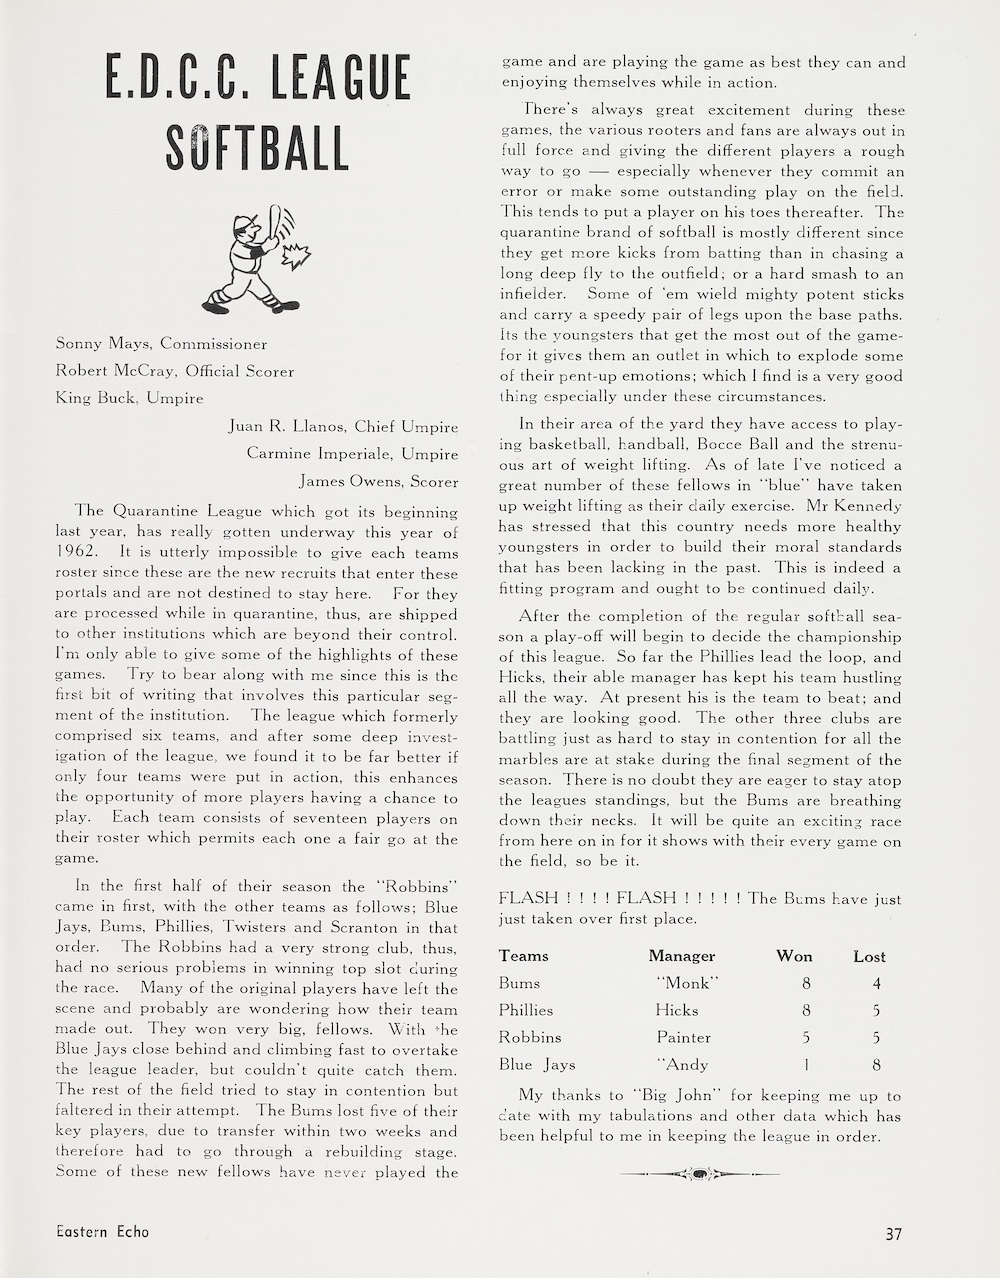 E.D.C.C. LEAGUE
SOFTBALL
Sonny Mays, Commissioner
Robert McCray, Official Scorer
King Buck, Umpire
Juan R. Llanos, Chief Umpire
Carmine Imperiale, Umpire
James Owens, Scorer
The Quarantine League which got its beginning
last year, has really gotten underway this year of
1962. It is utterly impossible to give each teams
roster since these are the new recruits that enter these
portals and are not destined to stay here. For they
are processed while in quarantine, thus, are shipped
to other institutions which are beyond their control.
I'm only able to give some of the highlights of these
games. Try to bear along with me since this is the
first bit of writing that involves this particular seg-
ment of the institution. The league which formerly
comprised six teams, and after some deep invest-
igation of the league, we found it to be far better if
only four teams were put in action, this enhances
the opportunity of more players having a chance to
play. Each team consists of seventeen players on
their roster which permits each one a fair go at the
game.
In the first half of their season the "Robbins"
came in first, with the other teams as follows; Blue
Jays, Bums, Phillies, Twisters and Scranton in that
order. The Robbins had a very strong club, thus,
had no serious problems in winning top slot during
the race. Many of the original players have left the
scene and probably are wondering how their team
made out. They won very big, fellows. With the
Blue Jays close behind and climbing fast to overtake
the league leader, but couldn't quite catch them.
The rest of the field tried to stay in contention but
faltered in their attempt. The Bums lost five of their
key players, due to transfer within two weeks and
therefore had to go through a rebuilding stage.
Some of these new fellows have never played the
game and are playing the game as best they can and
enjoying themselves while in action.
There's always great excitement during these
games, the various rooters and fans are always out in
full force and giving the different players a rough
way to go — especially whenever they commit an
error or make some outstanding play on the field.
This tends to put a player on his toes thereafter. The
quarantine brand of softball is mostly different since
they get more kicks from batting than in chasing a
long deep fly to the outfield; or a hard smash to an
infielder. Some of 'em wield mighty potent sticks
and carry a speedy pair of legs upon the base paths.
Its the youngsters that get the most out of the game-
for it gives them an outlet in which to explode some
of their pent-up emotions; which I find is a very good
thing especially under these circumstances.
In their area of the yard they have access to play-
ing basketball, handball, Bocce Ball and the strenu-
ous art of weight lifting. As of late I've noticed a
great number of these fellows in "blue" have taken
up weight lifting as their daily exercise. Mr Kennedy
has stressed that this country needs more healthy
youngsters in order to build their moral standards
that has been lacking in the past. This is indeed a
fitting program and ought to be continued daily.
After the completion of the regular softball sea-
son a play-off will begin to decide the championship
of this league. So far the Phillies lead the loop, and
Hicks, their able manager has kept his team hustling
all the way. At present his is the team to beat; and
they are looking good. The other three clubs are
battling just as hard to stay in contention for all the
marbles are at stake during the final segment of the
season. There is no doubt they are eager to stay atop
the leagues standings, but the Bums are breathing
down their necks. It will be quite an exciting race
from here on in for it shows with their every game on
the field, so be it.
FLASH ! ! ! ! FLASH ! ! ! ! ! The Bums have just
just taken over first place.
Teams Manager Won Lost
Bums "Monk" 8 4
Phillies Hicks 8 5
Robbins Painter 5 5
Blue Jays "Andy 1 8
My thanks to "Big John" for keeping me up to
date with my tabulations and other data which has
been helpful to me in keeping the league in order.
Eastern Echo 37